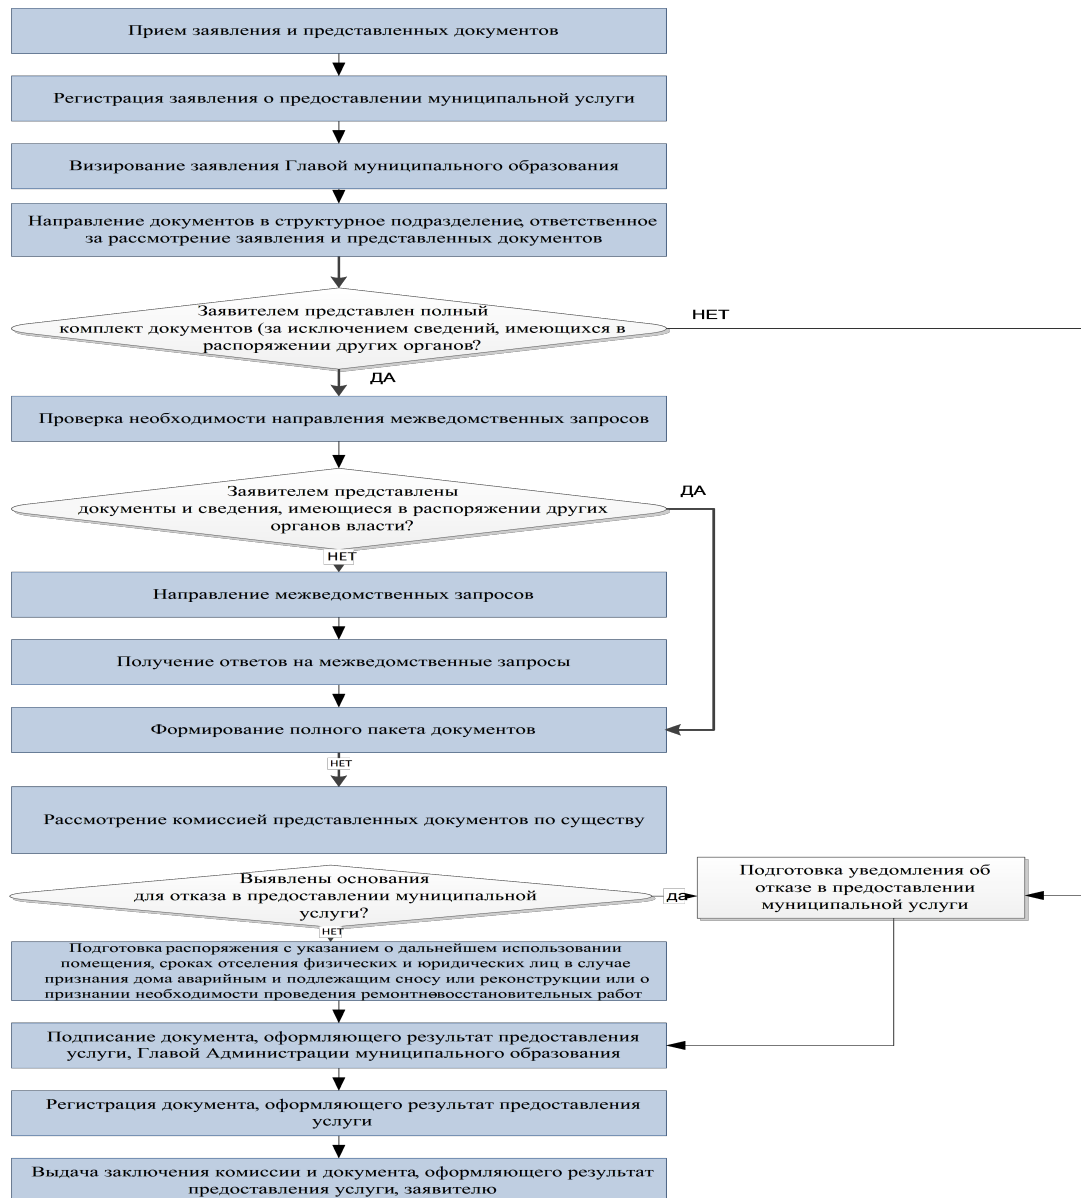 Прием заявления и представленных документов
Регистрация заявления о предоставлении муниципальной услуги
Визирование заявления Главой муниципального образования
Направление документов в структурное подразделение, ответственное
за рассмотрение заявления и представленных документов
Заявителем представлен полный
комплект документов (за исключением сведений, имеющихся в
распоряжении других органов?
НЕТ
ДА
Проверка необходимости направления межведомственных запросов
Заявителем представлены
документы и сведения, имеющиеся в распоряжении других
органов власти?
ДА
НЕТ
Направление межведомственных запросов
Получение ответов на межведомственные запросы
Формирование полного пакета документов
НЕТ
Рассмотрение комиссией представленных документов по существу
Выявлены основания
для отказа в предоставлении муниципальной
услуги?
да
Подготовка уведомления об
отказе в предоставлении
муниципальной услуги
НЕТ
Подготовка распоряжения с указанием о дальнейшем использовании
помещения, сроках отселения физических и юридических лиц в случае
признания дома аварийным и подлежащим сносу или реконструкции или о
признании необходимости проведения ремонтно-восстановительных работ
Подписание документа, оформляющего результат предоставления
услуги, Главой Администрации муниципального образования
Регистрация документа, оформляющего результат предоставления
услуги
Выдача заключения комиссии и документа, оформляющего результат
предоставления услуги, заявителю